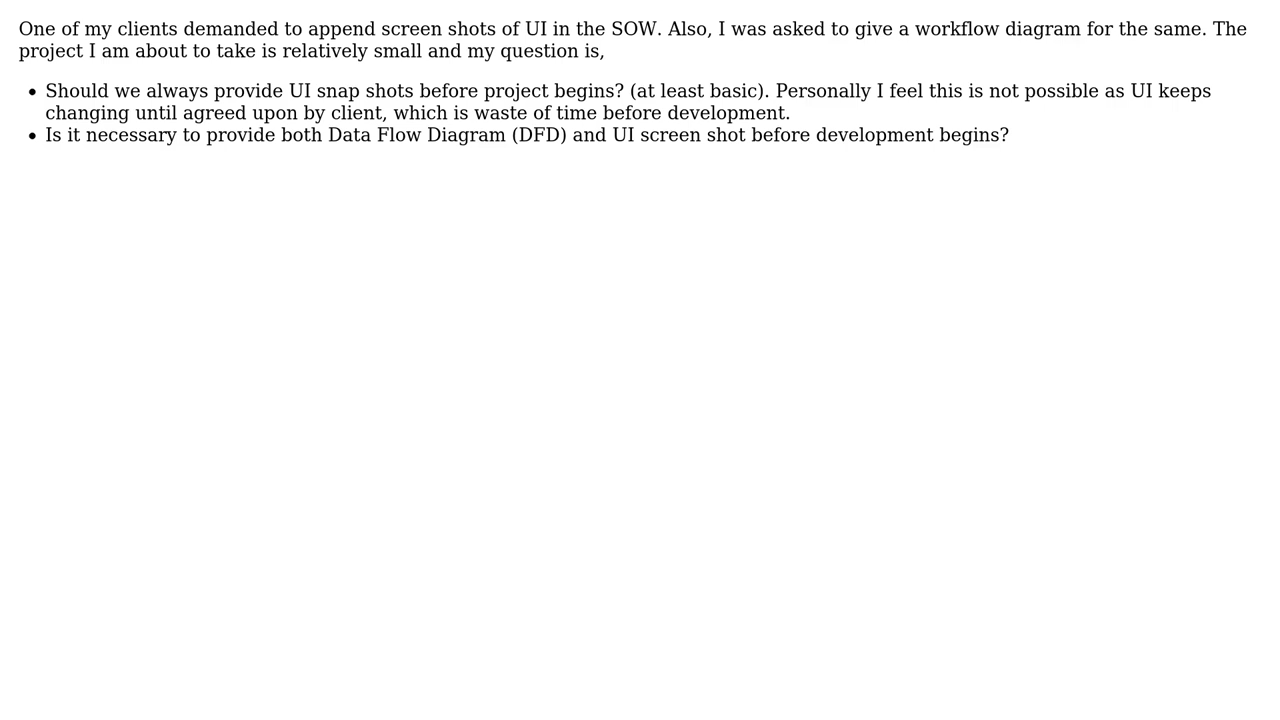 One of my clients demanded to append screen shots of UI in the SOW. Also, I was asked to give a workflow diagram for the same. The
project I am about to take is relatively small and my question is,
• Should we always provide UI snap shots before project begins? (at least basic). Personally I feel this is not possible as UI keeps
changing until agreed upon by client, which is waste of time before development.
• Is it necessary to provide both Data Flow Diagram (DFD) and UI screen shot before development begins?